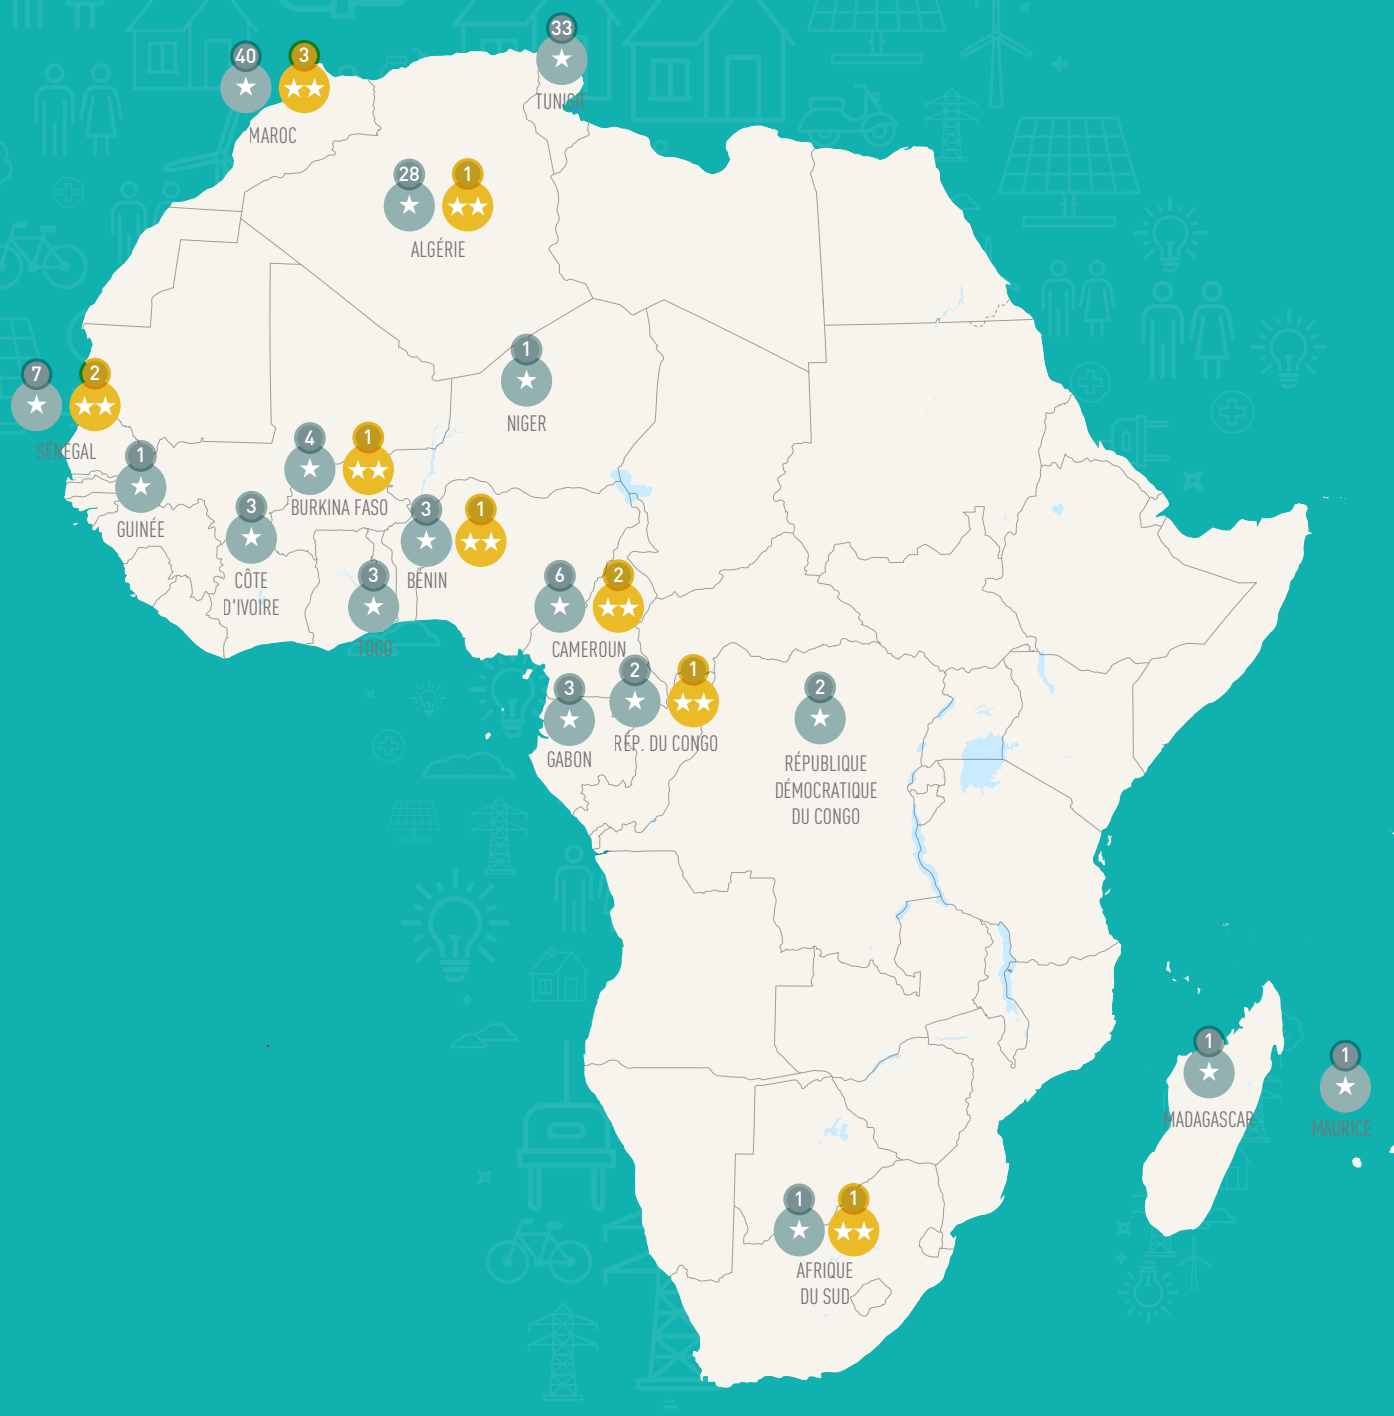 33
TUNISIE
40
3
MAROC
28
1
ALGÉRIE
1
NIGER
7
2
SÉNEGAL
1
GUINÉE
4
1
BURKINA FASO
3
CÔTE
D'IVOIRE
3
1
BÉNIN
3
TOGO
6
2
CAMEROUN
3
GABON
2
1
RÉP. DU CONGO
2
RÉPUBLIQUE
DÉMOCRATIQUE
DU CONGO
1
MADAGASCAR
1
MAURICE
1
1
AFRIQUE
DU SUD